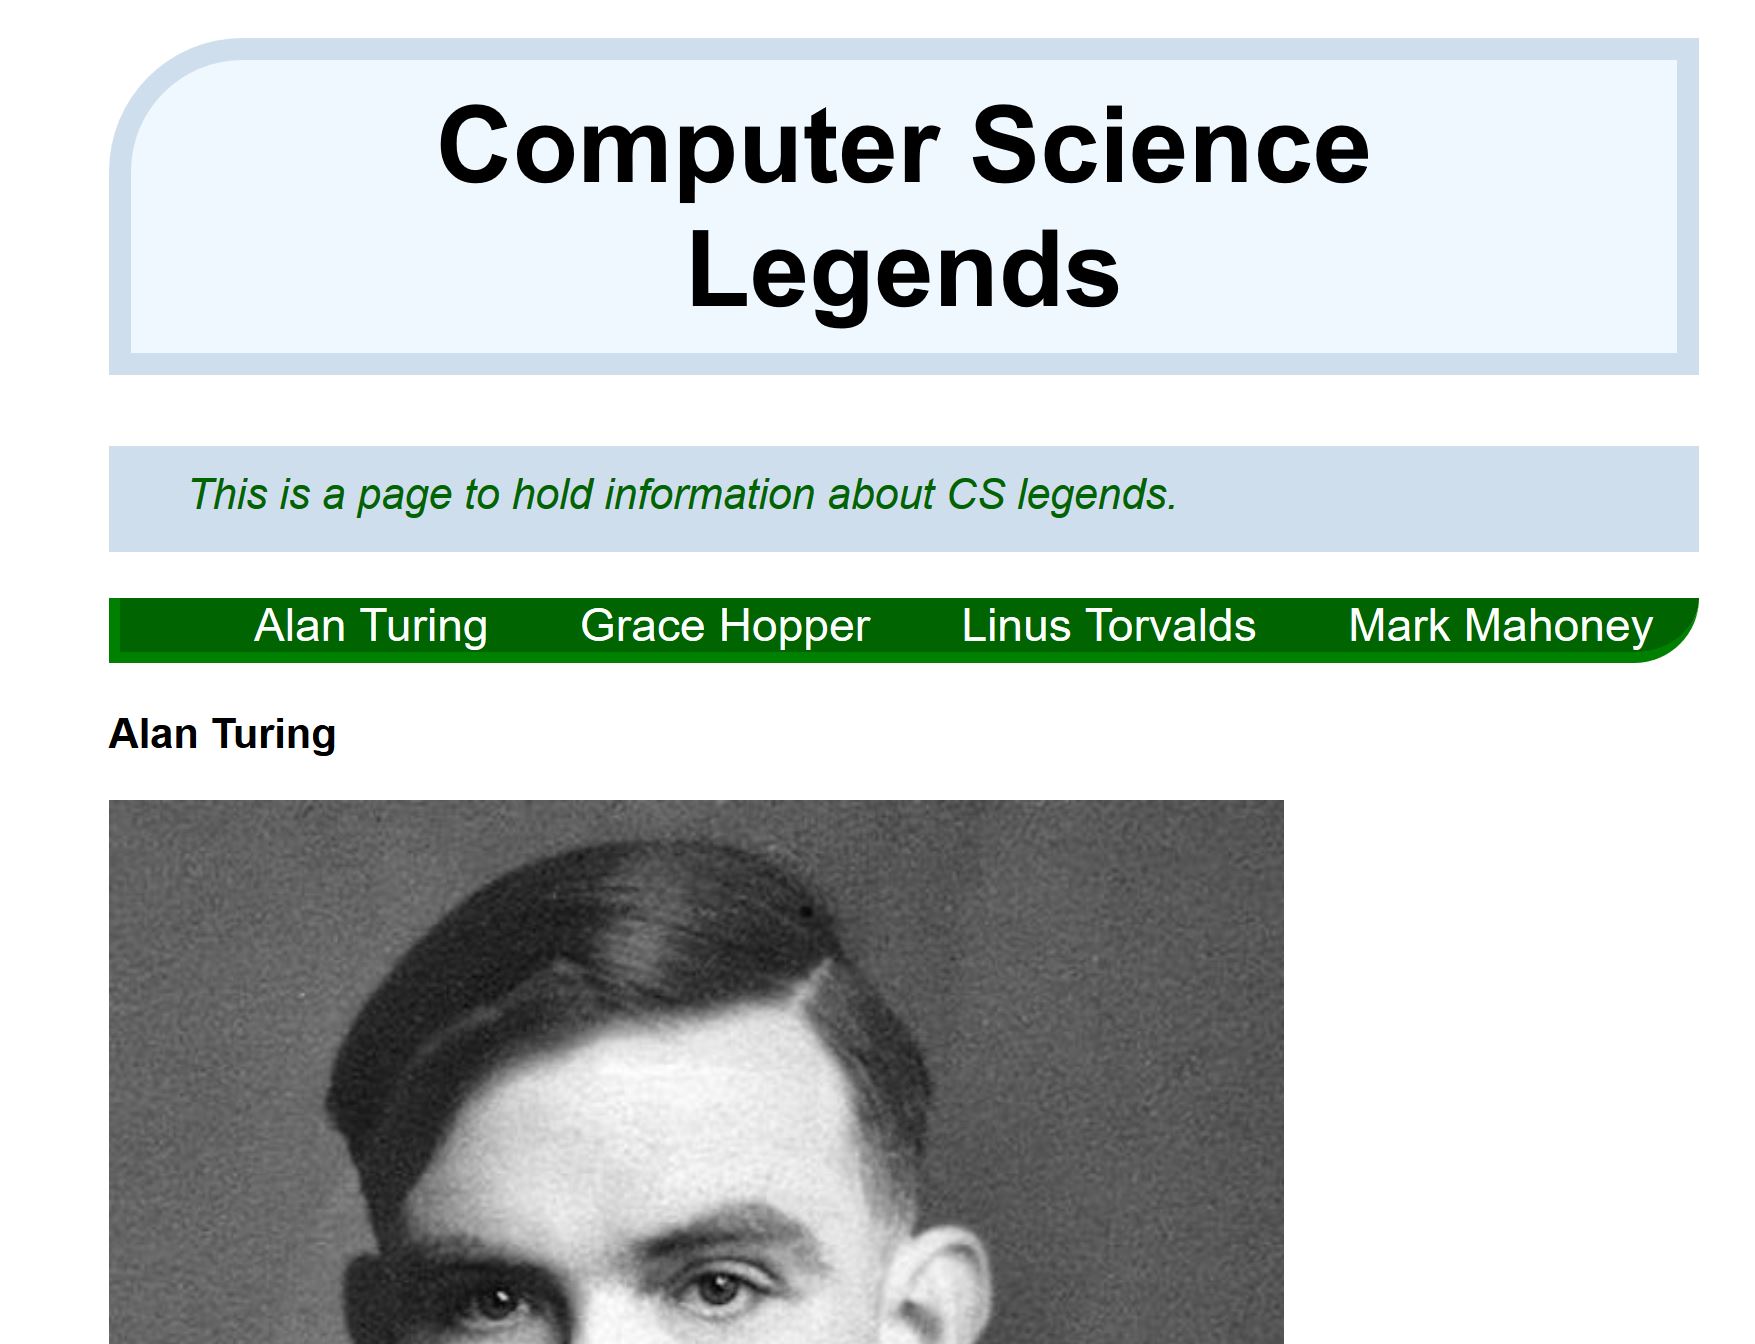 Computer Science
Legends
This is a page to hold information about CS legends.
Alan Turing Grace Hopper Linus Torvalds Mark Mahoney
Alan Turing